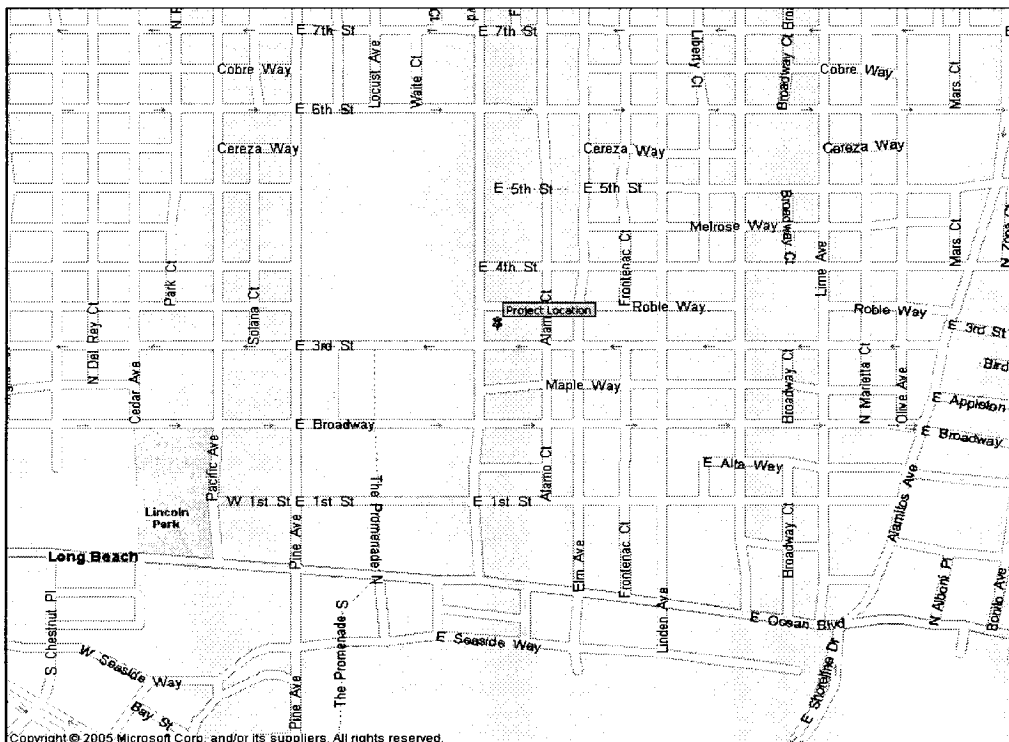 E 7th St
E 7th St
Cobre Way
Locust Ave
Waite Ct
Liberty Ct
Broadway Ct
Cobre Way
Mars Ct
E 6th St
Cereza Way
Cereza Way
Cereza Way
E 5th St
E 5th St
Melrose Way
Broadway Ct
Lime Ave
Mars Ct
E 4th St
Park Ct
Solana Ct
N Del Rey Ct
Project Location
Alamo Ct
Frontenac Ct
Roble Way
Roble Way
E 3rd St
E 3rd St
Cedar Ave
Maple Way
Broadway Ct
N Marietta Ct
Olive Ave
Bird
E Appleton
E Broadway
E Broadway
Pacific Ave
The Promenade N
Alamo Ct
E Alta Way
Alamitos Ave
W 1st St
E 1st St
E 1st St
Lincoln
Park
Long Beach
Pine Ave
Elm Ave
Frontenac Ct
Broadway Ct
Linden Ave
E Ocean Blvd
N Alboni Pl
Bonito Ave
S Chestnut Pl
W Seaside Way
Bay St
Pine Ave
The Promenade S
E Seaside Way
E Shoreline Dr
Copyright © 2005 Microsoft Corp. and/or its suppliers. All rights reserved.